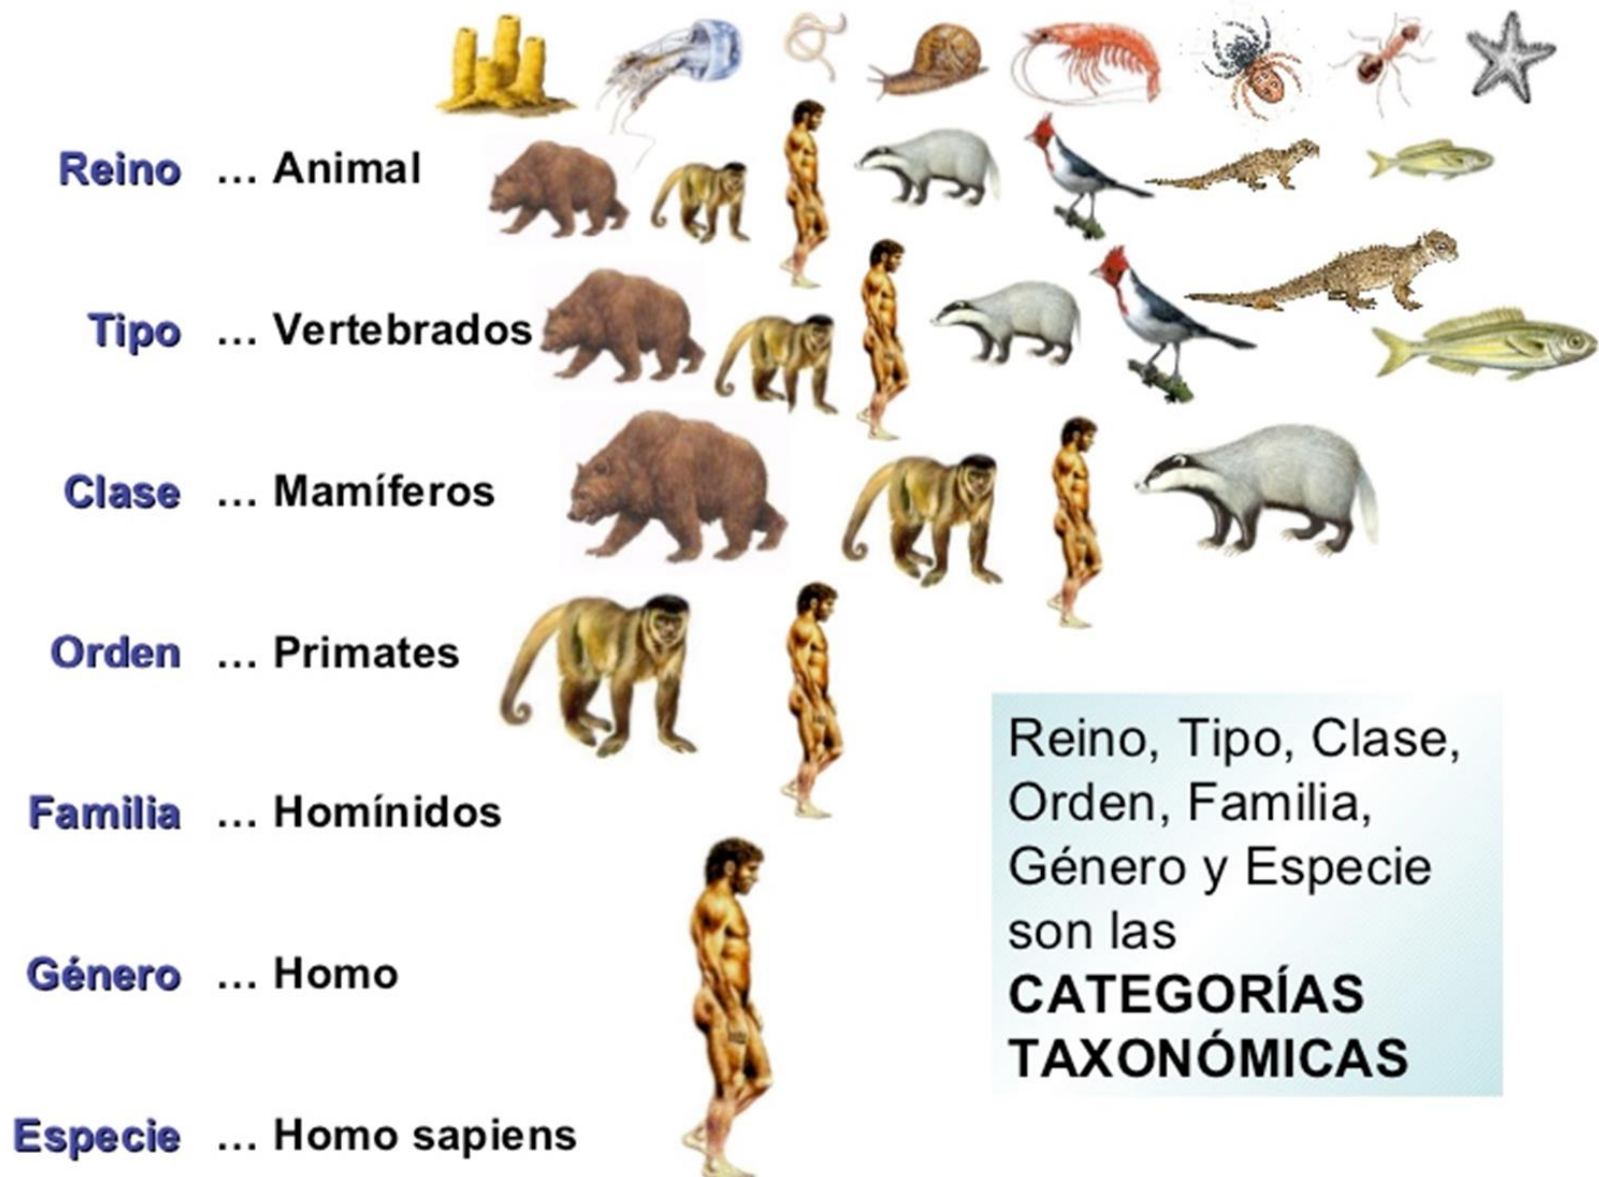 Reino ... Animal
Tipo ... Vertebrados
Clase ... Mamíferos
Orden ... Primates
Familia ... Homínidos
Género ... Homo
Especie ... Homo sapiens
Reino, Tipo, Clase,
Orden, Familia,
Género y Especie
son las
CATEGORÍAS
TAXONÓMICAS